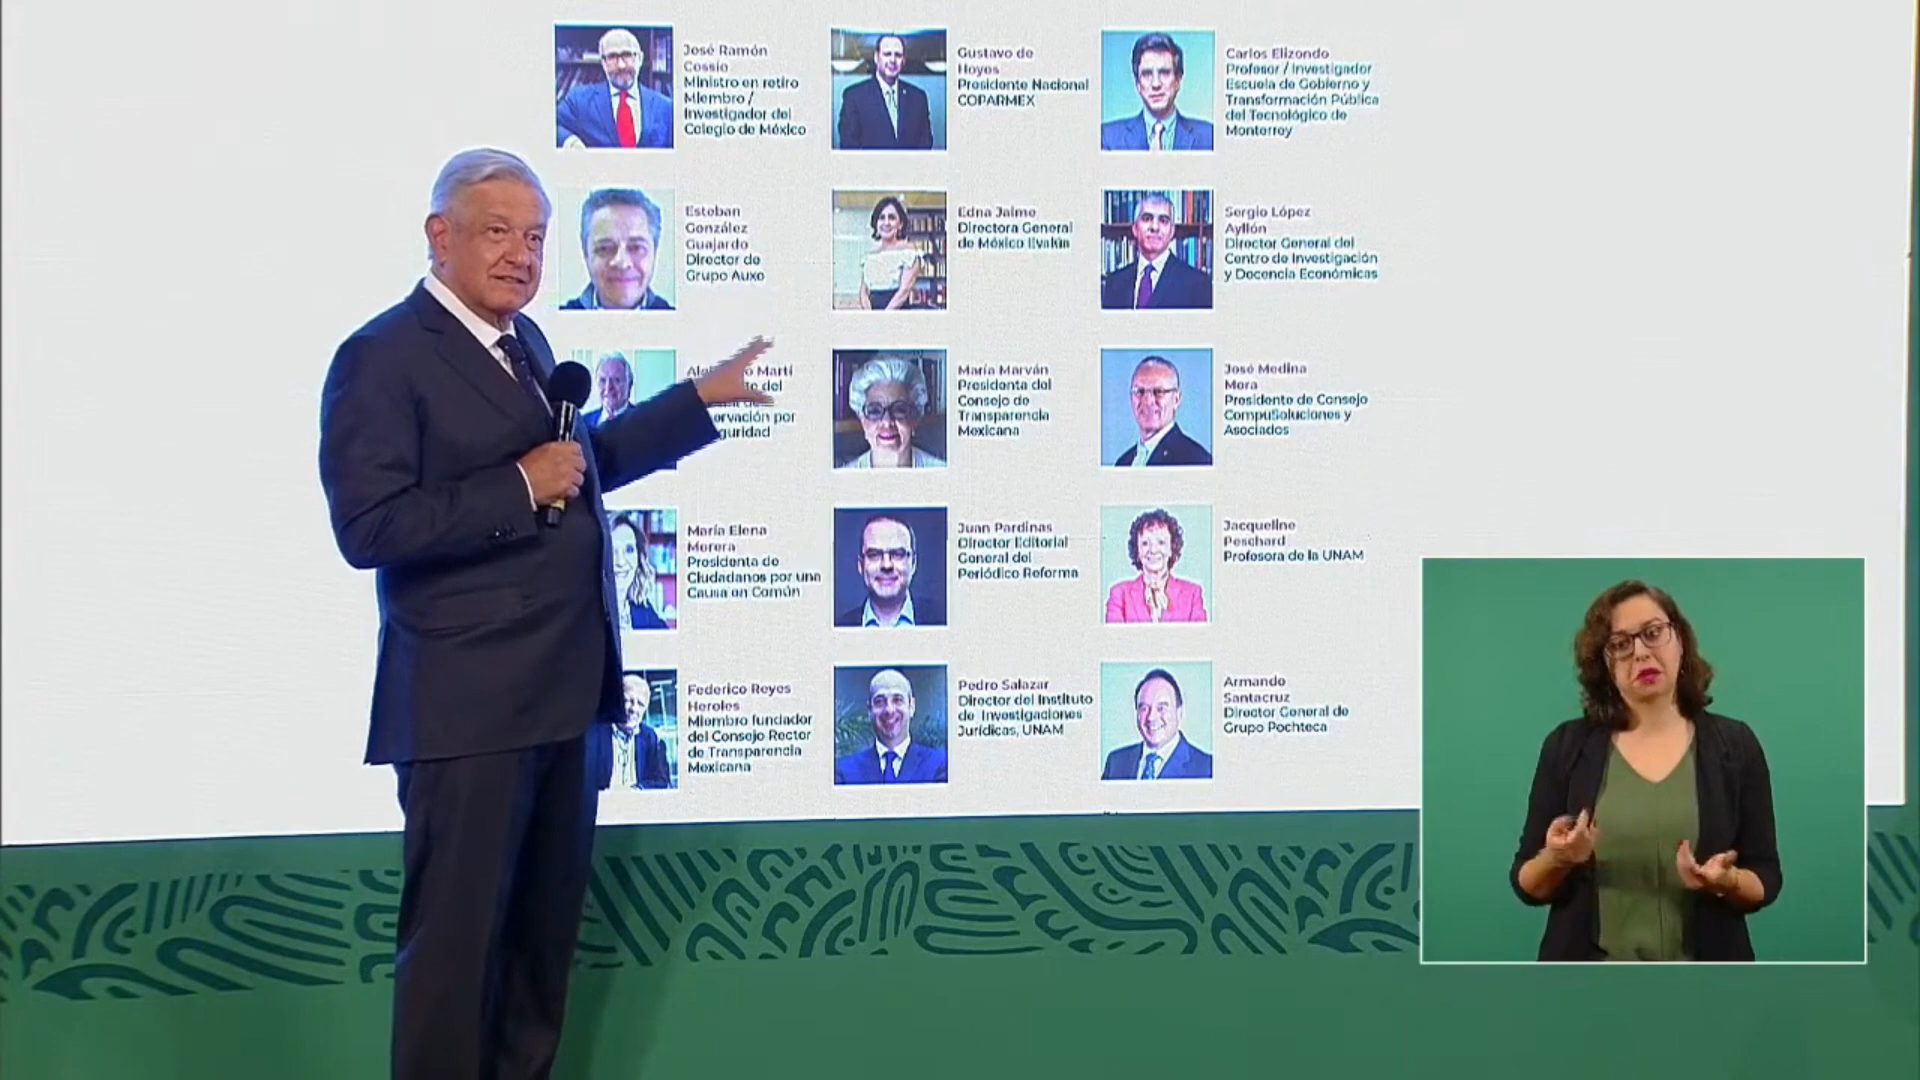 José Ramón
Cossío
Ministro en retiro
Miembro /
Investigador del
Colegio de México
Gustavo de
Hoyos
Presidente Nacional
COPARMEX
Carlos Elizondo
Profesor / Investigador
Escuela de Gobierno y
Transformación Pública
del Tecnológico de
Monterrey
Esteban
González
Guajardo
Director de
Grupo Auxo
Edna Jaime
Directora General
de México Evalúa
Sergio López
Ayllón
Director General del
Centro de Investigación
y Docencia Económicas
Martí
del
ervación por
guridad
María Marván
Presidenta del
Consejo de
Transparencia
Mexicana
José Medina
Mora
Presidente de Consejo
CompuSoluciones y
Asociados
María Elena
Morera
Presidenta de
Ciudadanos por una
Causa en Común
Juan Pardinas
Director Editorial
General del
Periódico Reforma
Jacqueline
Peschard
Profesora de la UNAM
Federico Reyes
Heroles
Miembro fundador
del Consejo Rector
de Transparencia
Mexicana
Pedro Salazar
Director del Instituto
de Investigaciones
Jurídicas, UNAM
Armando
Santacruz
Director General de
Grupo Pochteca